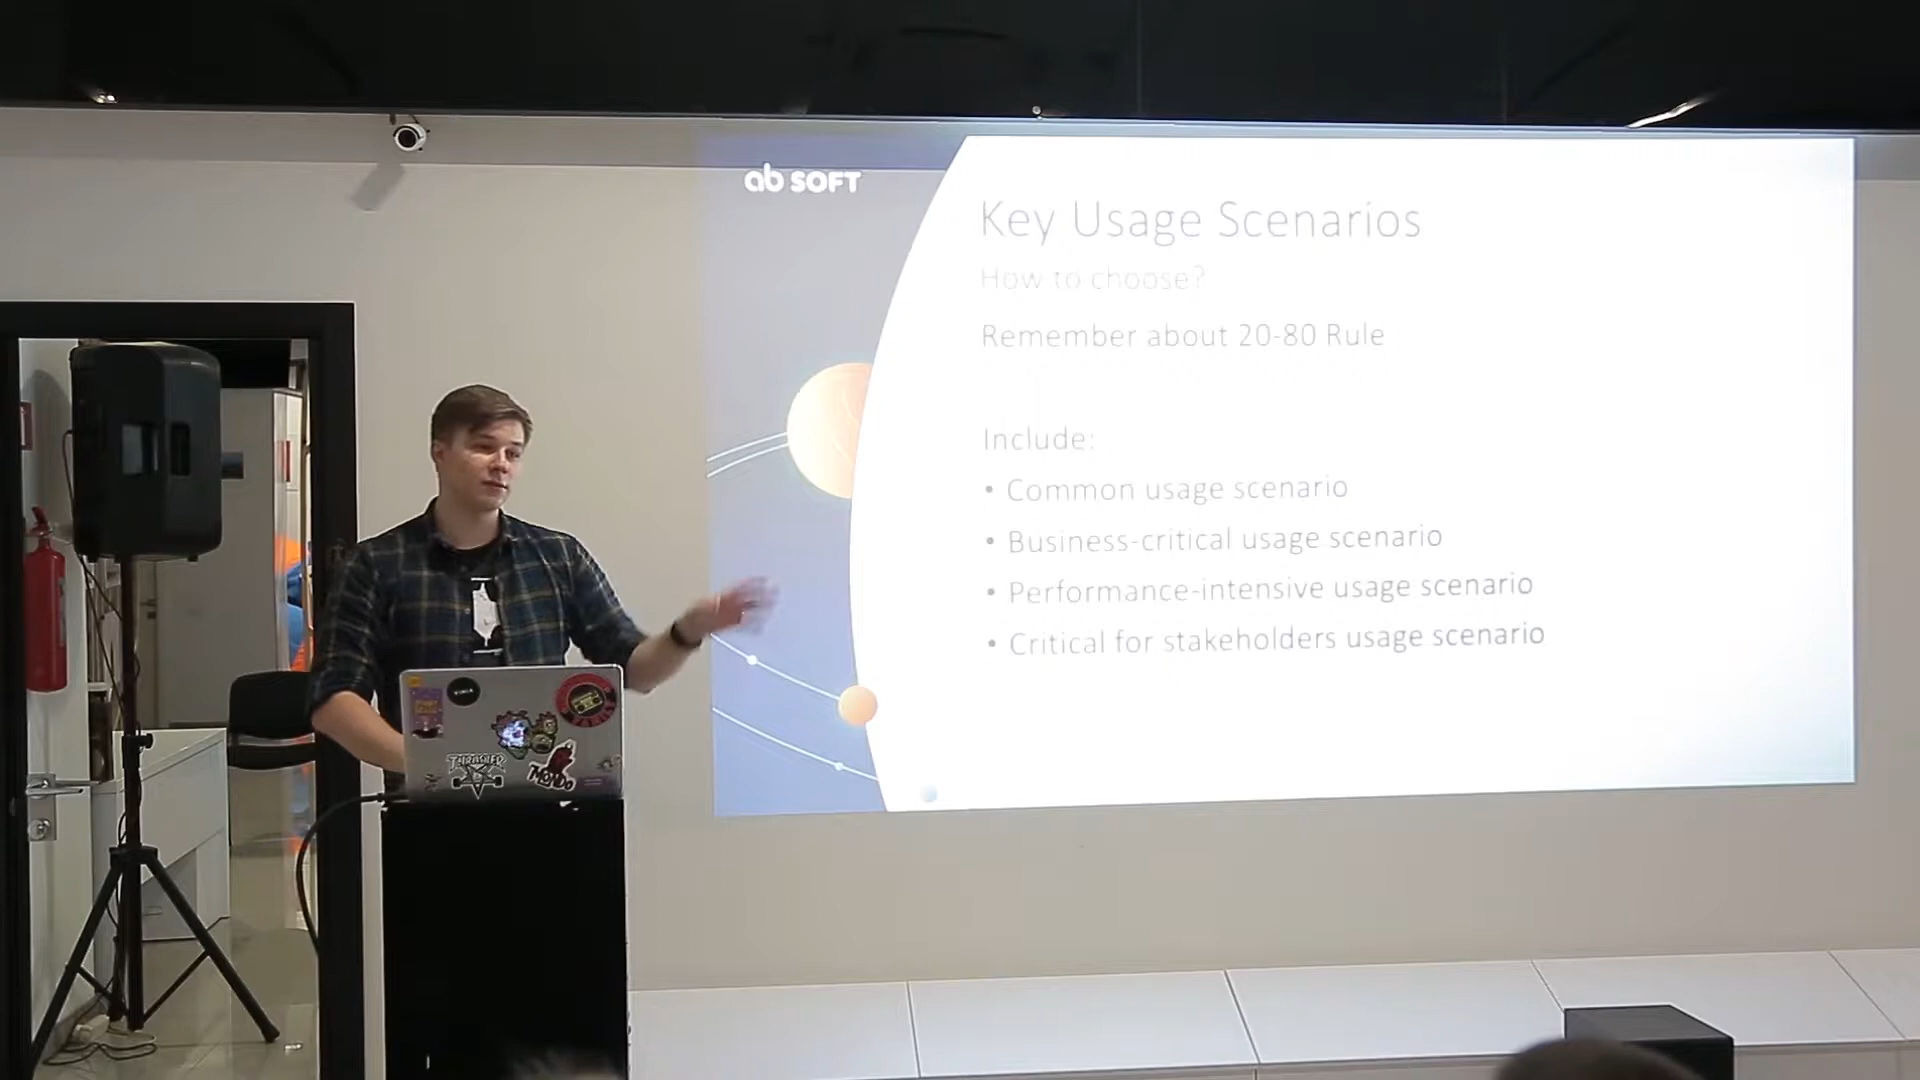 ab SOFT
Key Usage Scenarios
How to choose?
Remember about 20-80 Rule
Include:
• Common usage scenario
• Business-critical usage scenario
• Performance-intensive usage scenario
• Critical for stakeholders usage scenario
THRASHER